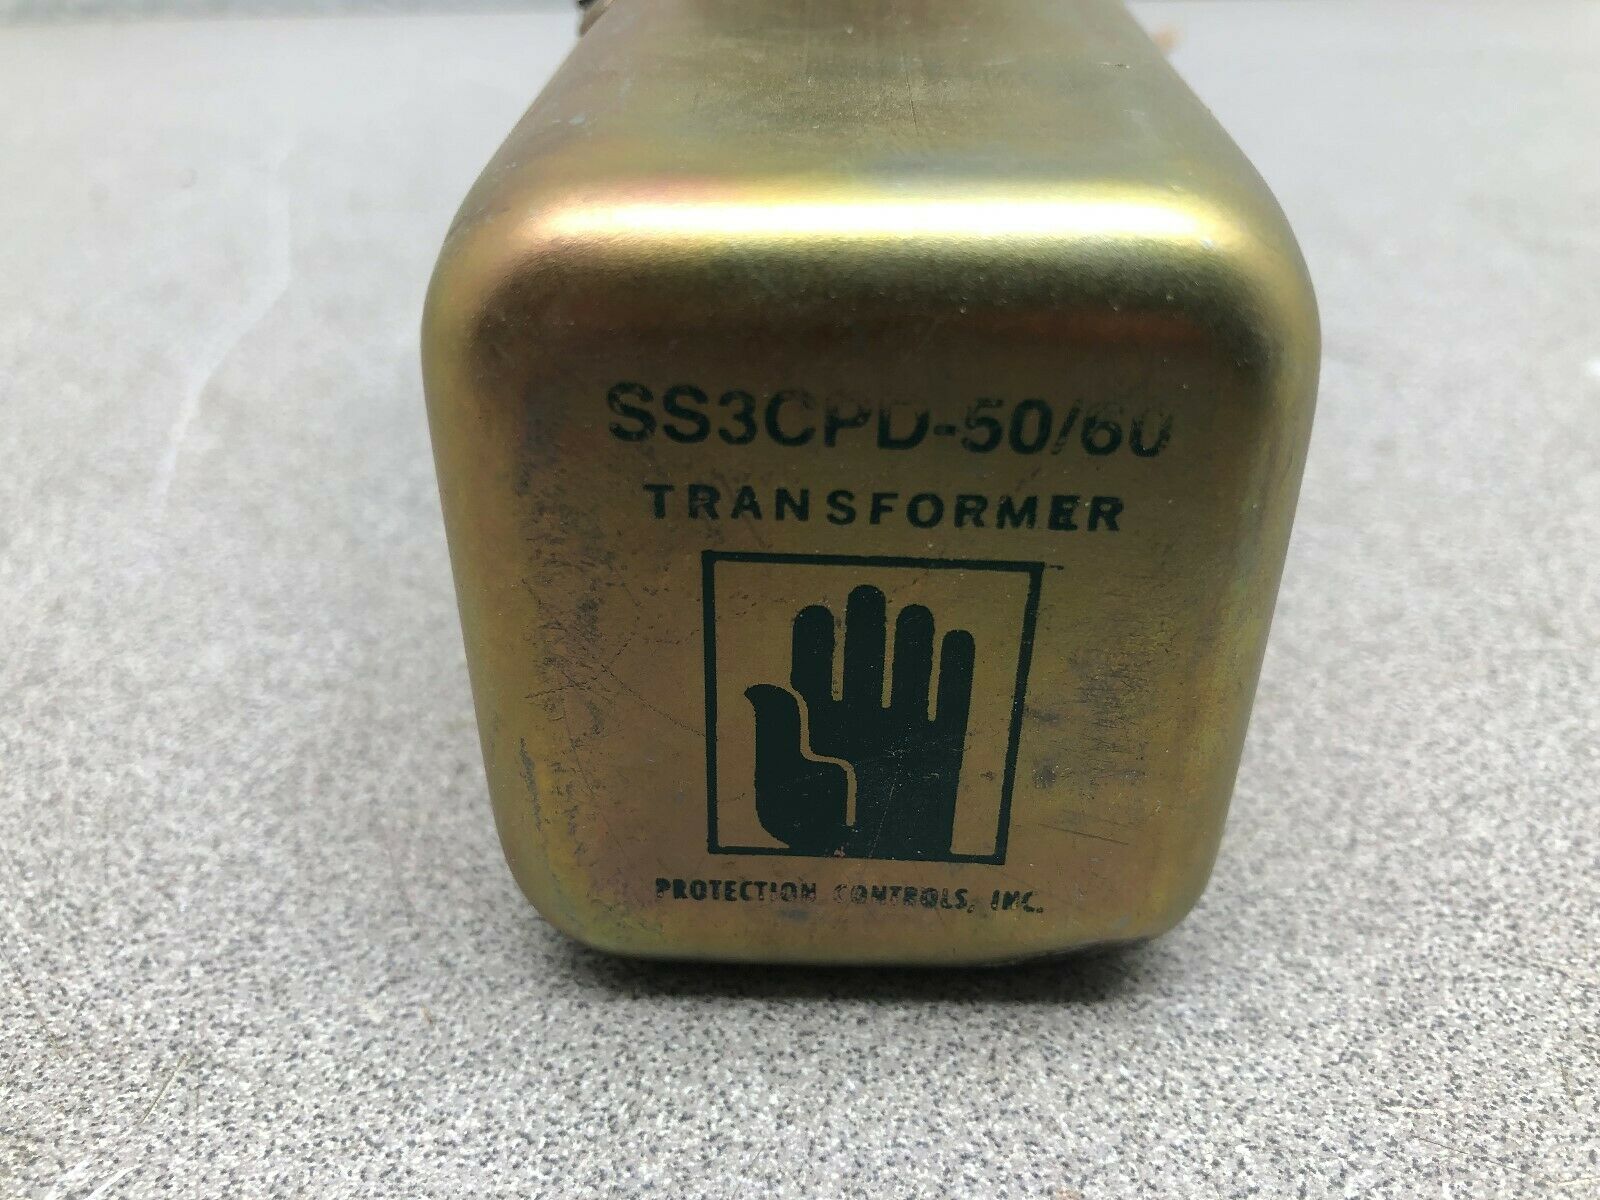 SS3CPD-50/60
TRANSFORMER
PROTECTION CONTROLS, INC.